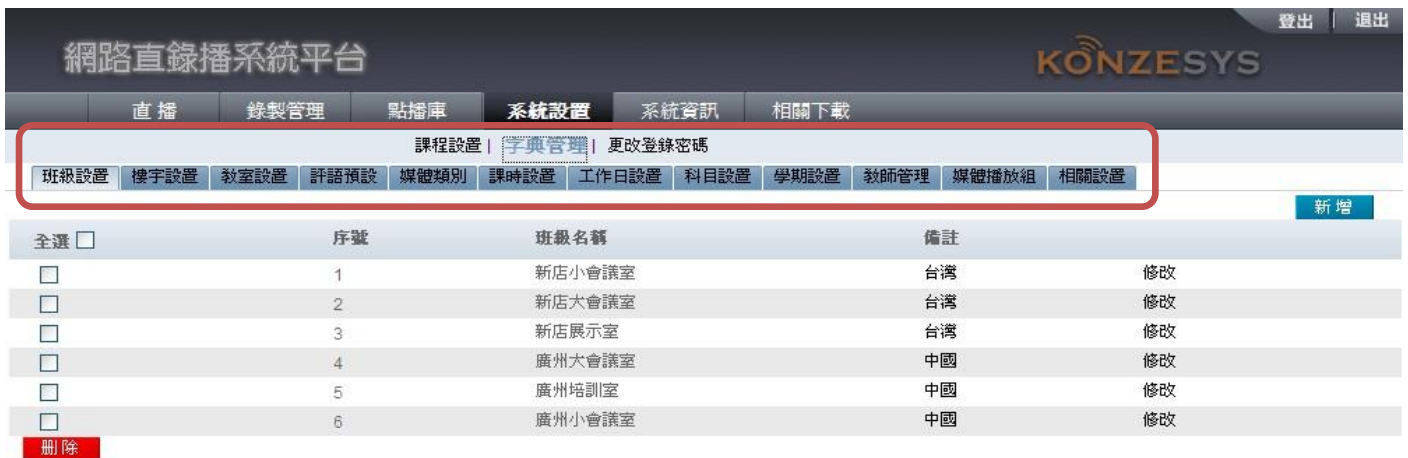 登出 | 退出
網路直錄播系統平台
KONZESYS
直播 錄製管理 點播庫 系統設置 系統資訊 相關下載
課程設置 | 字典管理 | 更改登錄密碼
班級設置 樓宇設置 教室設置 評語預設 媒體類別 課時設置 工作日設置 科目設置 學期設置 教師管理 媒體播放組 相關設置
新增
全選 序號 班級名稱 備註
1 新店小會議室 台灣 修改
2 新店大會議室 台灣 修改
3 新店展示室 台灣 修改
4 廣州大會議室 中國 修改
5 廣州培訓室 中國 修改
6 廣州小會議室 中國 修改
刪除